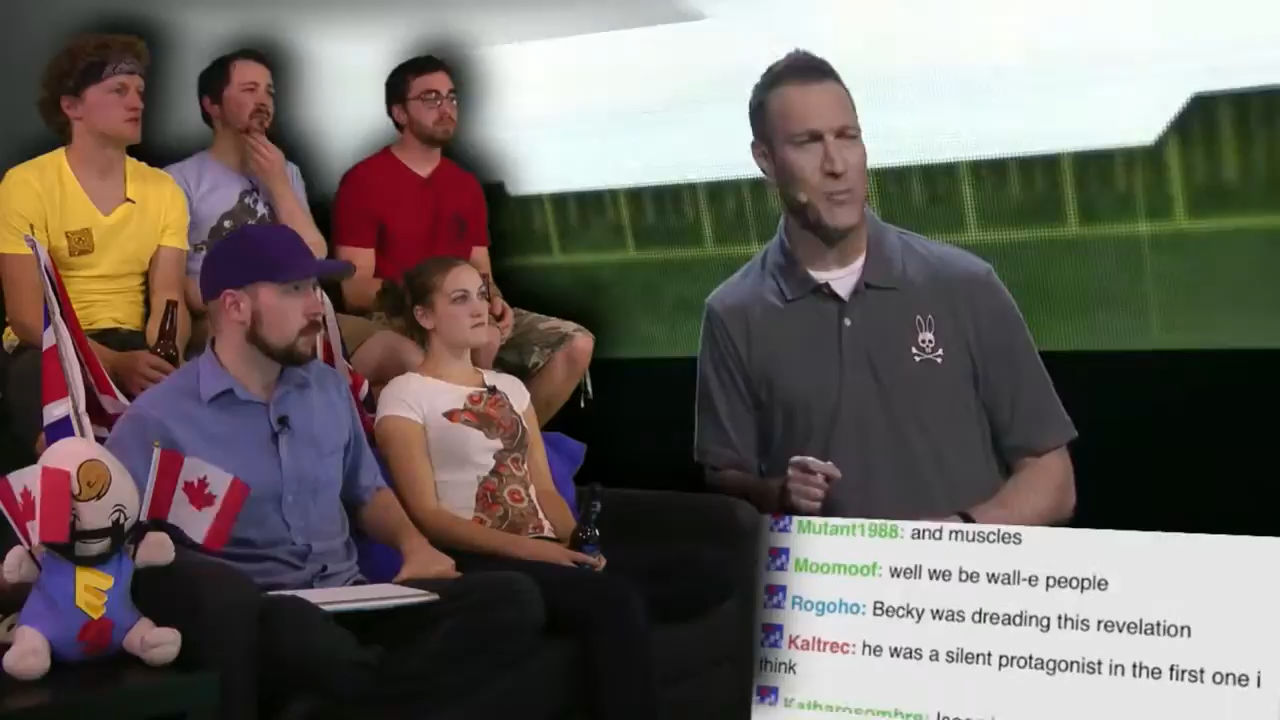 Mutant1988: and muscles
Moomoof: well we be wall-e people
Rogoho: Becky was dreading this revelation
Kaltrec: he was a silent protagonist in the first one i
think